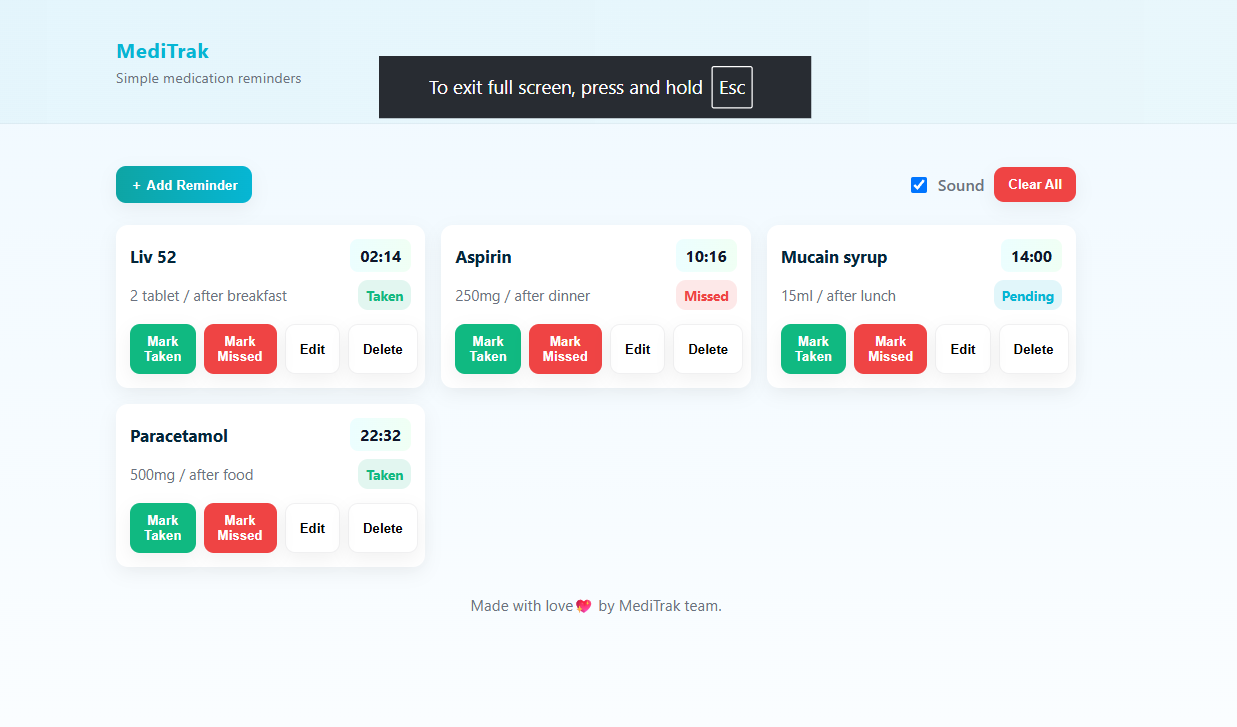 MediTrak
Simple medication reminders
To exit full screen, press and hold Esc
+ Add Reminder
Sound
Clear All
Liv 52
02:14
2 tablet / after breakfast
Taken
Mark
Taken
Mark
Missed
Edit
Delete
Aspirin
10:16
250mg / after dinner
Missed
Mark
Taken
Mark
Missed
Edit
Delete
Mucain syrup
14:00
15ml / after lunch
Pending
Mark
Taken
Mark
Missed
Edit
Delete
Paracetamol
22:32
500mg / after food
Taken
Mark
Taken
Mark
Missed
Edit
Delete
Made with love💖 by MediTrak team.